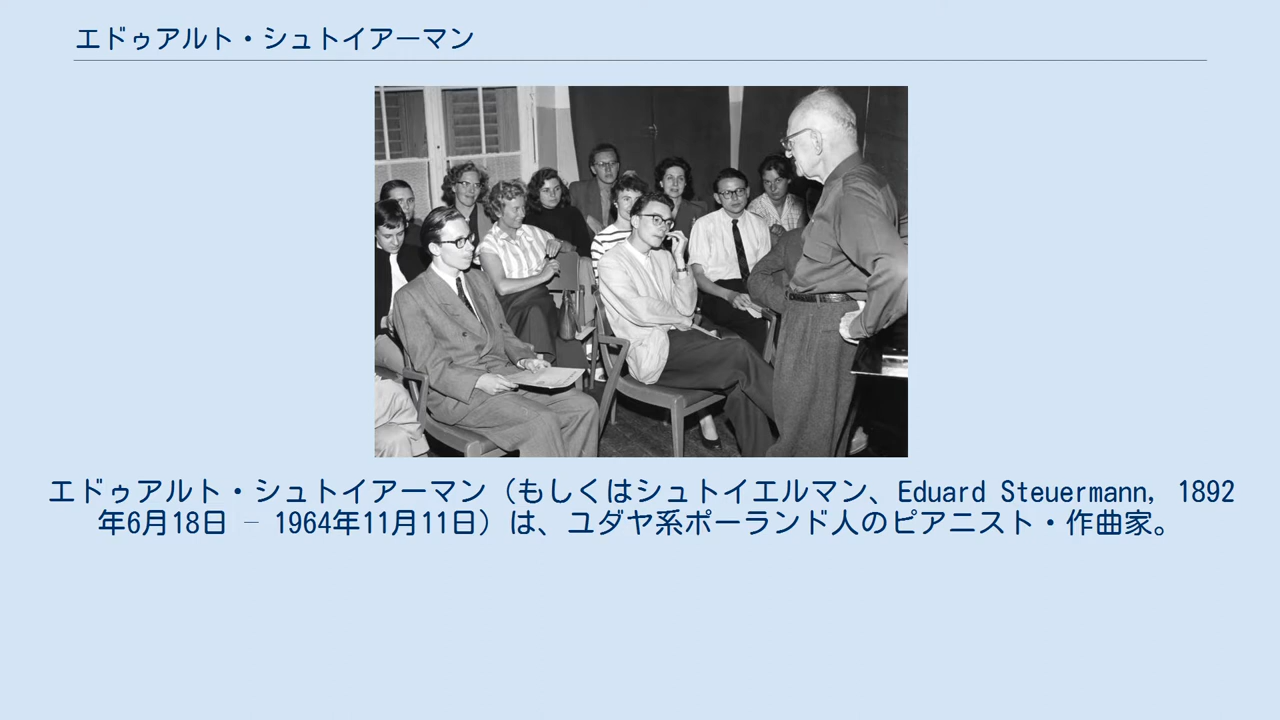 エドゥアルト・シュトイアーマン
エドゥアルト・シュトイアーマン（もしくはシュトイエルマン、Eduard Steuermann, 1892
年6月18日 – 1964年11月11日）は、ユダヤ系ポーランド人のピアニスト・作曲家。